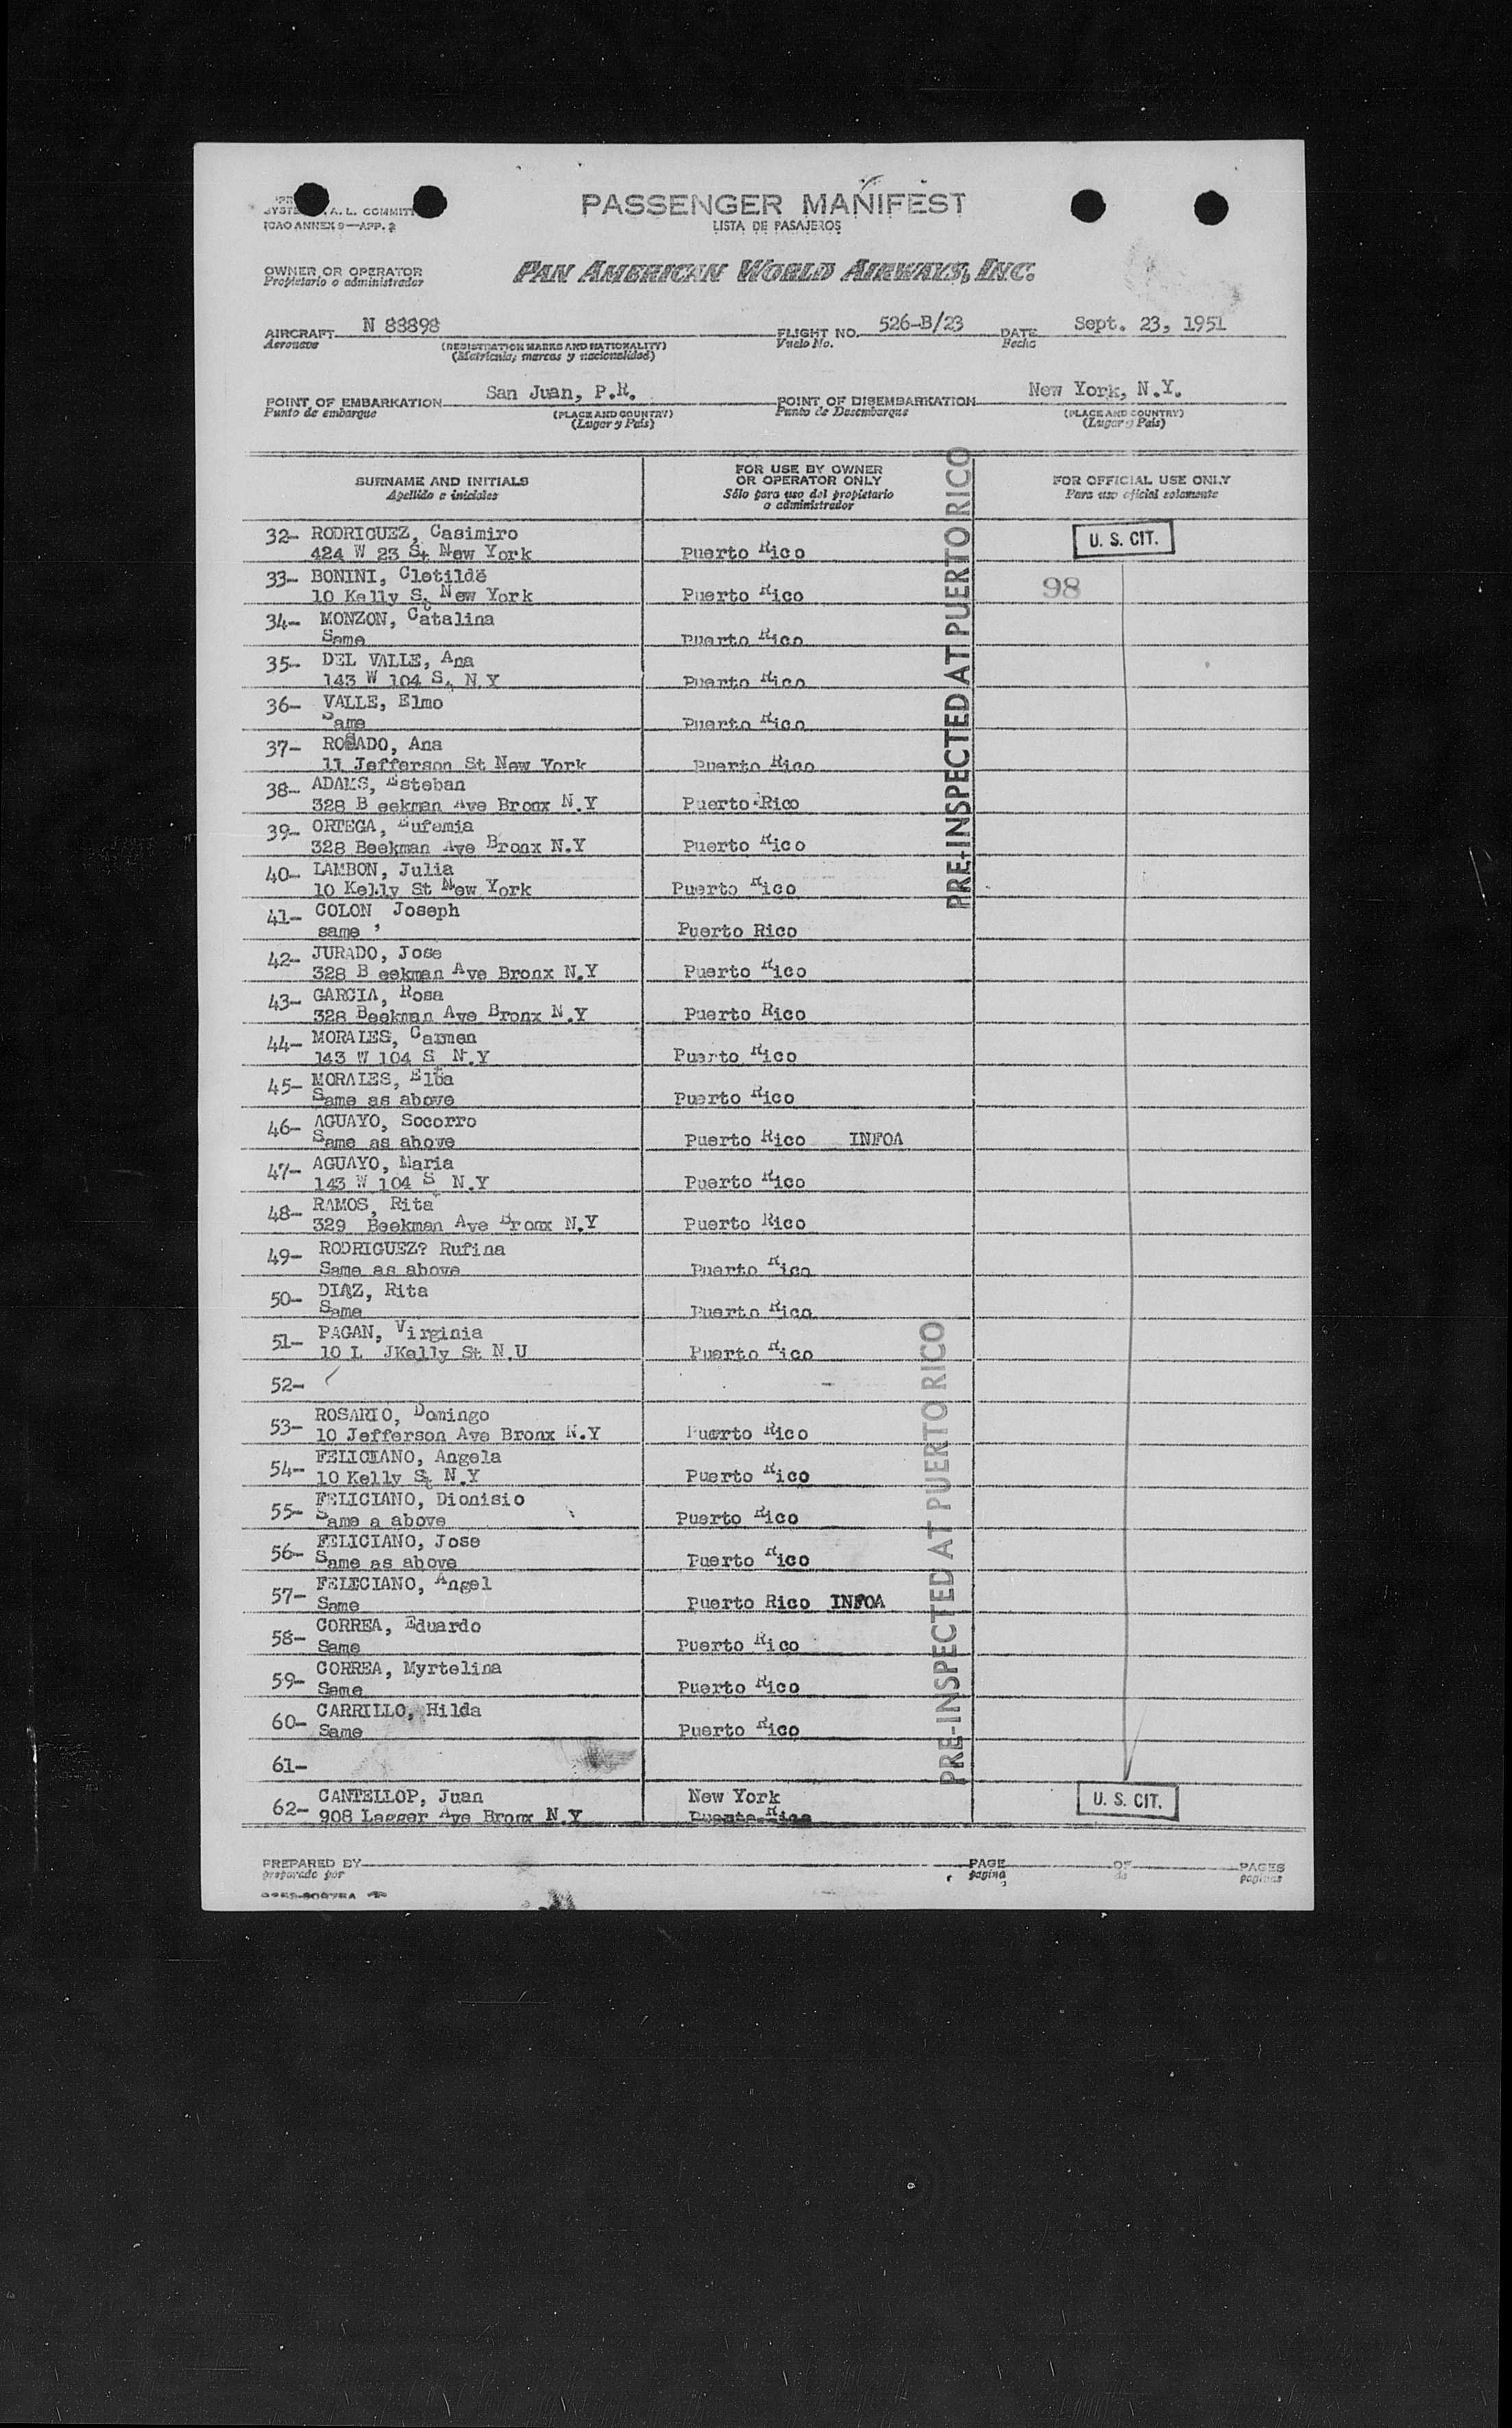 PASSENGER MANIFEST
LISTA DE PASAJEROS
A. L.
ICAO ANNEX 9—APP. 2
OWNER OR OPERATOR
Propietario o administrador
PAN AMERICAN WORLD AIRWAYS, INC.
AIRCRAFT N 88898 FLIGHT NO. 526-B/23 DATE Sept. 23, 1951
Aeronave Vuelo No. Fecha
(REGISTRATION MARKS AND NATIONALITY)
(Matricula, marcas y nacionalidad)
POINT OF EMBARKATION San Juan, P.R. POINT OF DISEMBARKATION New York, N.Y.
Punto de embarque (PLACE AND COUNTRY) Punto de Desembarque (PLACE AND COUNTRY)
(Lugar y País) (Lugar y País)
SURNAME AND INITIALS
Apellido e iniciales
FOR USE BY OWNER
OR OPERATOR ONLY
Sólo para uso del propietario
o administrador
FOR OFFICIAL USE ONLY
Para uso oficial solamente
PRE-INSPECTED AT PUERTO RICO
32- RODRIGUEZ, Casimiro
424 W 23 St New York Puerto Rico U. S. CIT.
33- BONINI, Clotilde
10 Kelly St New York Puerto Rico 98
34- MONZON, Catalina
Same Puerto Rico
35- DEL VALLE, Ana
143 W 104 S. N.Y Puerto Rico
36- VALLE, Elmo
Same Puerto Rico
37- ROSADO, Ana
11 Jefferson St New York Puerto Rico
38- ADAMS, Esteban
328 B eekman Ave Bronx N.Y Puerto Rico
39- ORTEGA, Eufemia
328 Beekman Ave Bronx N.Y Puerto Rico
40- LAMBON, Julia
10 Kelly St New York Puerto Rico
41- COLON Joseph
same , Puerto Rico
42- JURADO, Jose
328 B eekman Ave Bronx N.Y Puerto Rico
43- GARCIA, Rosa
328 Beekman Ave Bronx N.Y Puerto Rico
44- MORALES, Carmen
143 W 104 S N.Y Puerto Rico
45- MORALES, Elba
Same as above Puerto Rico
46- AGUAYO, Socorro
Same as above Puerto Rico INFOA
47- AGUAYO, Maria
143 W 104 S N.Y Puerto Rico
48- RAMOS, Rita
329 Beekman Ave Bronx N.Y Puerto Rico
49- RODRIGUEZ? Rufina
Same as above Puerto Rico
50- DIAZ, Rita
Same Puerto Rico
51- PAGAN, Virginia
10 L JKelly St N.U Puerto Rico
52-
PRE-INSPECTED AT PUERTO RICO
53- ROSARIO, Domingo
10 Jefferson Ave Bronx N.Y Puerto Rico
54- FELICIANO, Angela
10 Kelly St N.Y Puerto Rico
55- FELICIANO, Dionisio
Same a above Puerto Rico
56- FELICIANO, Jose
Same as above Puerto Rico
57- FELICIANO, Angel
Same Puerto Rico INFOA
58- CORREA, Eduardo
Same Puerto Rico
59- CORREA, Myrtelina
Same Puerto Rico
60- CARRILLO, Hilda
Same Puerto Rico
61-
62- CANTELLOP, Juan New York
908 Legger Ave Bronx N.Y Puerto Rico U. S. CIT.
PREPARED BY PAGE OF PAGES
preparado por pagina de paginas